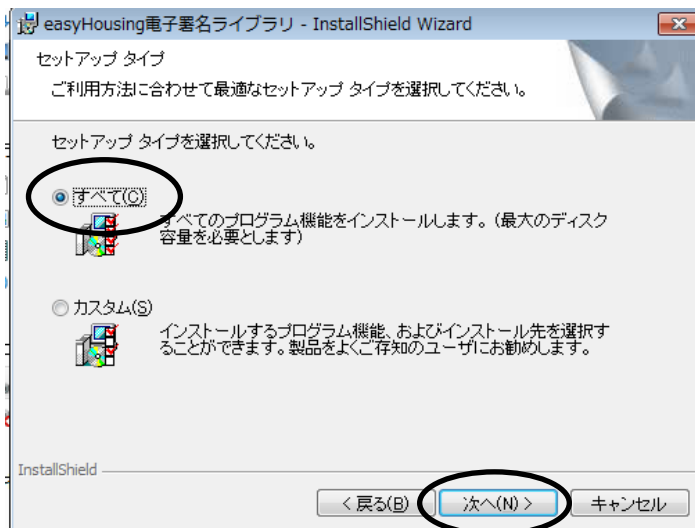 easyHousing電子署名ライブラリ - InstallShield Wizard
セットアップ タイプ
ご利用方法に合わせて最適なセットアップ タイプを選択してください。
セットアップ タイプを選択してください。
すべて(C)
すべてのプログラム機能をインストールします。(最大のディスク
容量を必要とします)
カスタム(S)
インストールするプログラム機能、およびインストール先を選択す
ることができます。製品をよくご存知のユーザにお勧めします。
InstallShield
< 戻る(B)
次へ(N) >
キャンセル